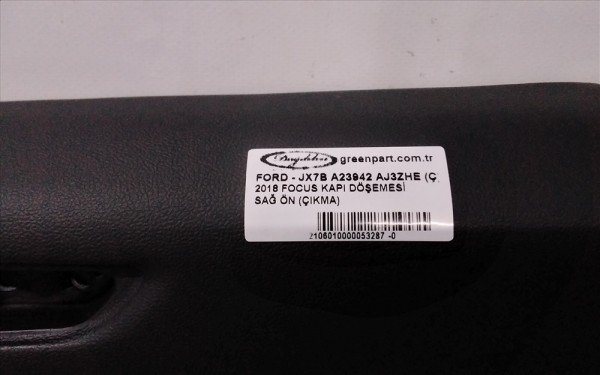 greenpart.com.tr
FORD - JX7B A23942 AJ3ZHE (Ç
2018 FOCUS KAPI DÖŞEMESİ
SAĞ ÖN (ÇIKMA)
2106010000053287 -0